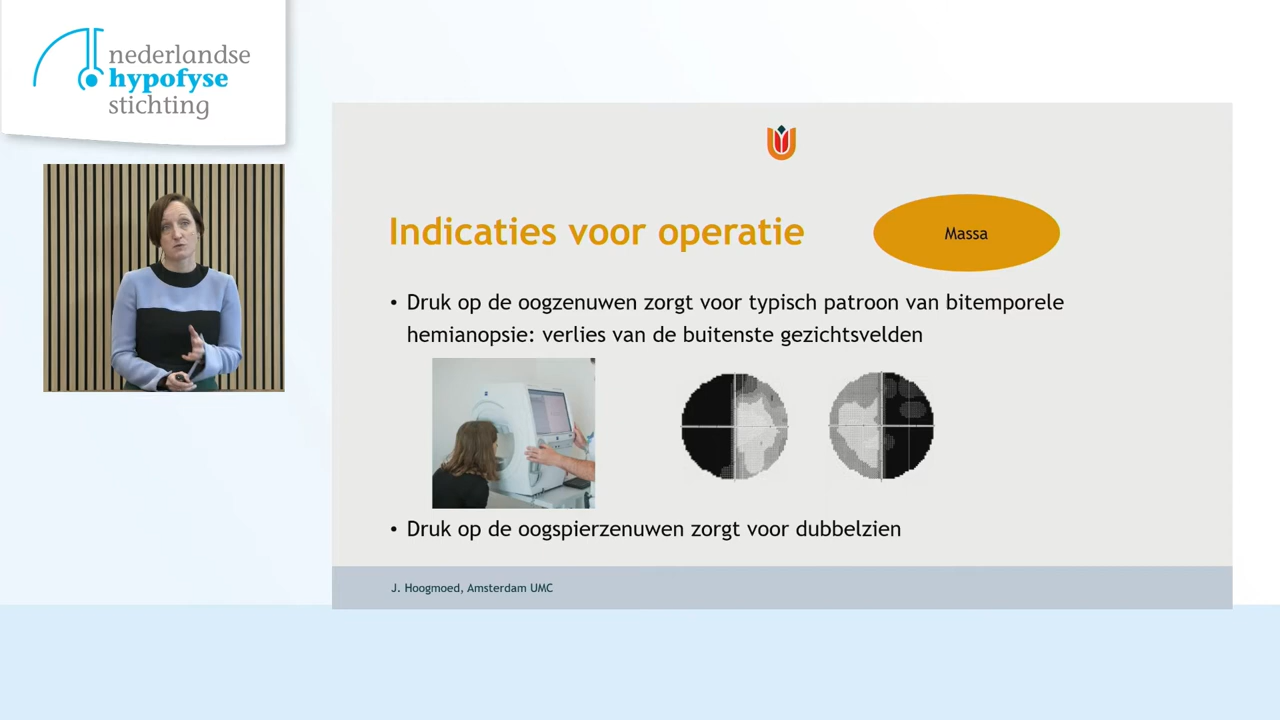 nederlandse
hypofyse
stichting
Indicaties voor operatie
Massa
• Druk op de oogzenuwen zorgt voor typisch patroon van bitemporele
hemianopsie: verlies van de buitenste gezichtsvelden
• Druk op de oogspierzenuwen zorgt voor dubbelzien
J. Hoogmoed, Amsterdam UMC